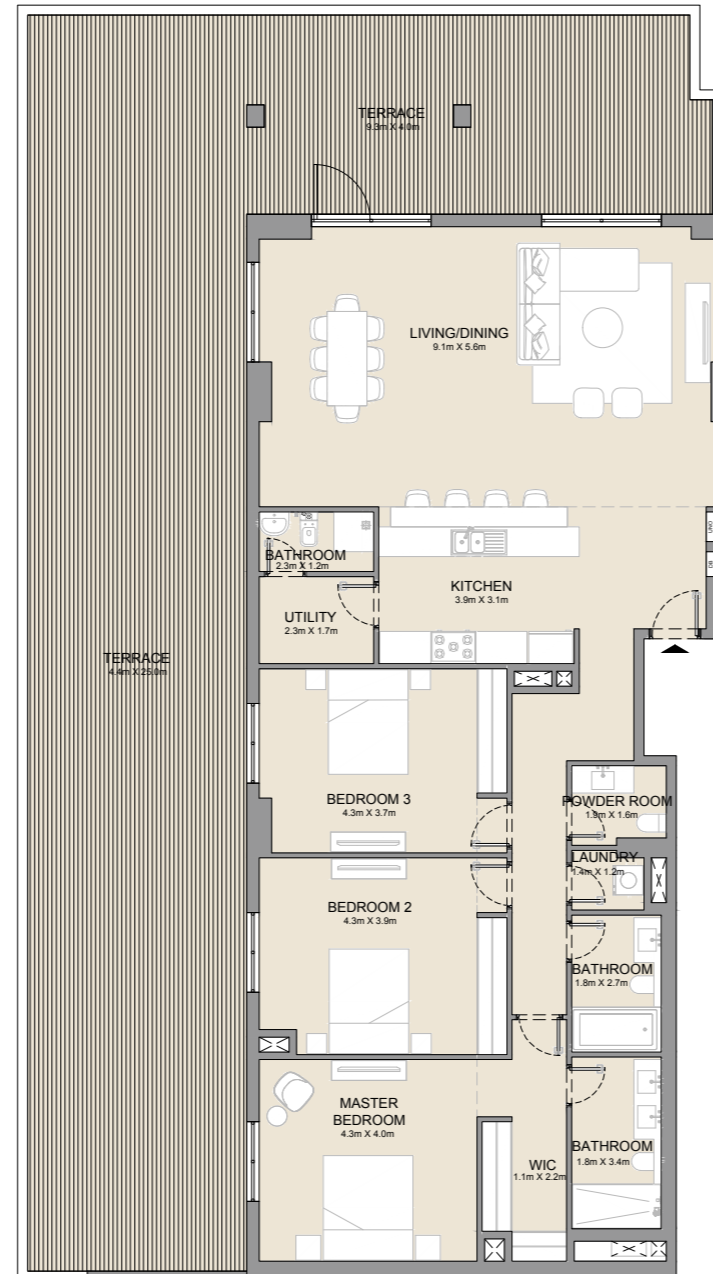 TERRACE
9.3m X 4.0m
LIVING/DINING
9.1m X 5.6m
UNO
DB
BATHROOM
2.3m X 1.2m
KITCHEN
3.9m X 3.1m
UTILITY
2.3m X 1.7m
TERRACE
4.4m X 25.0m
BEDROOM 3
4.3m X 3.7m
POWDER ROOM
1.9m X 1.6m
LAUNDRY
1.4m X 1.2m
BEDROOM 2
4.3m X 3.9m
BATHROOM
1.8m X 2.7m
MASTER
BEDROOM
4.3m X 4.0m
BATHROOM
1.8m X 3.4m
WIC
1.1m X 2.2m